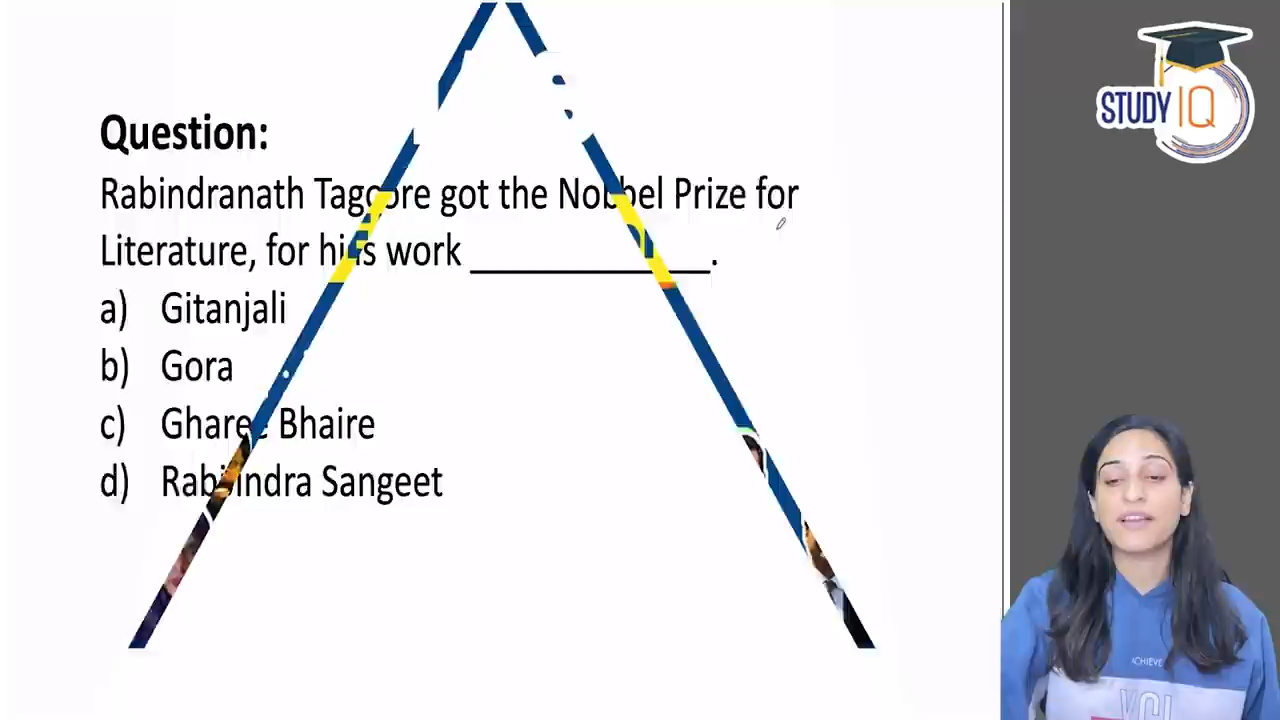 Question:
Rabindranath Tagore got the Nobel Prize for
Literature, for his work ____________.
a) Gitanjali
b) Gora
c) Ghare Bhaire
d) Rabindra Sangeet
STUDY IQ
ACHIEVE